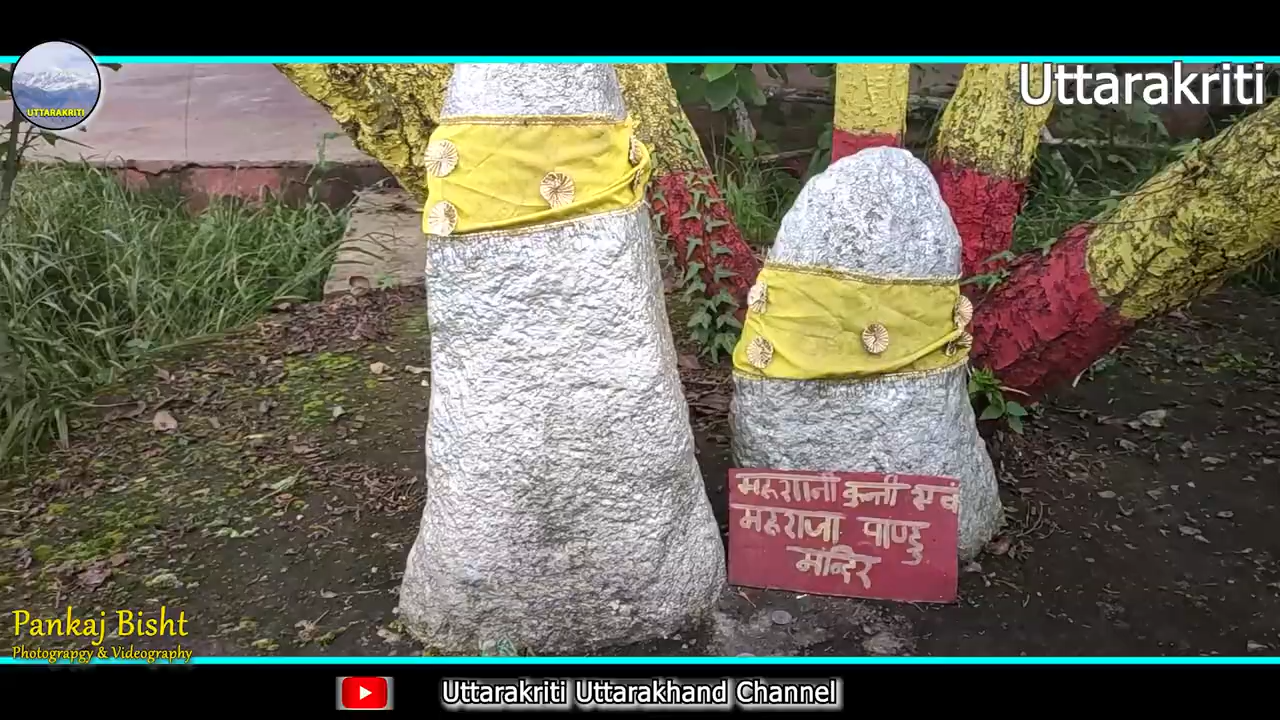 UTTARAKRITI
Uttarakriti
महारानी कुन्ती एवं
महाराजा पाण्डु
मन्दिर
Pankaj Bisht
Photograpgy & Videography
Uttarakriti Uttarakhand Channel